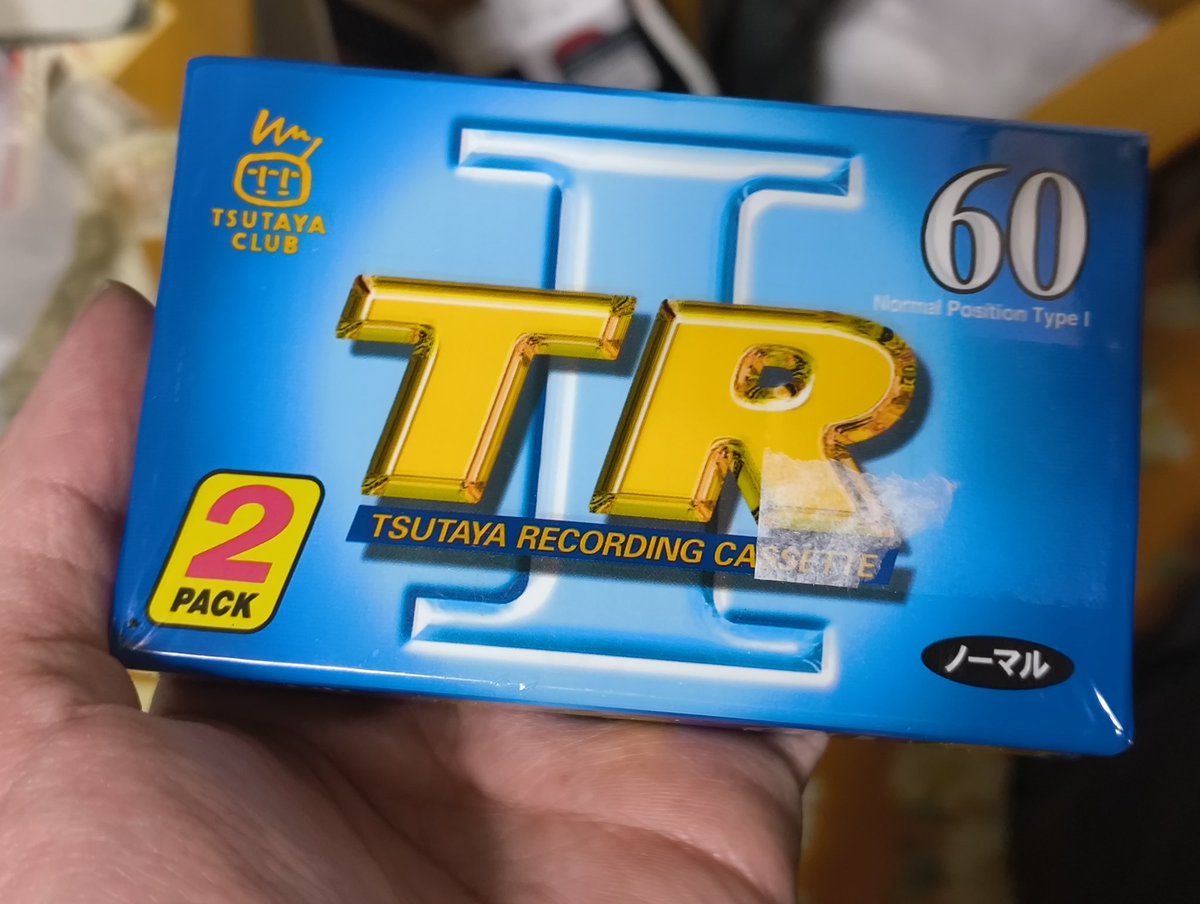 TSUTAYA
CLUB
60
Normal Position Type I
I
TR
TSUTAYA RECORDING CASSETTE
2
PACK
ノーマル